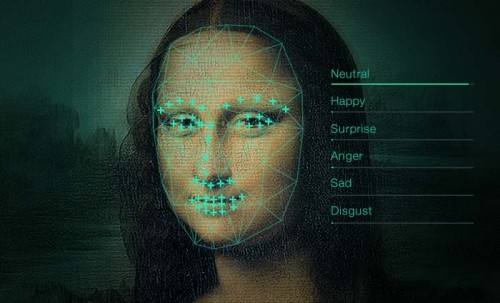 Neutral
Happy
Surprise
Anger
Sad
Disgust